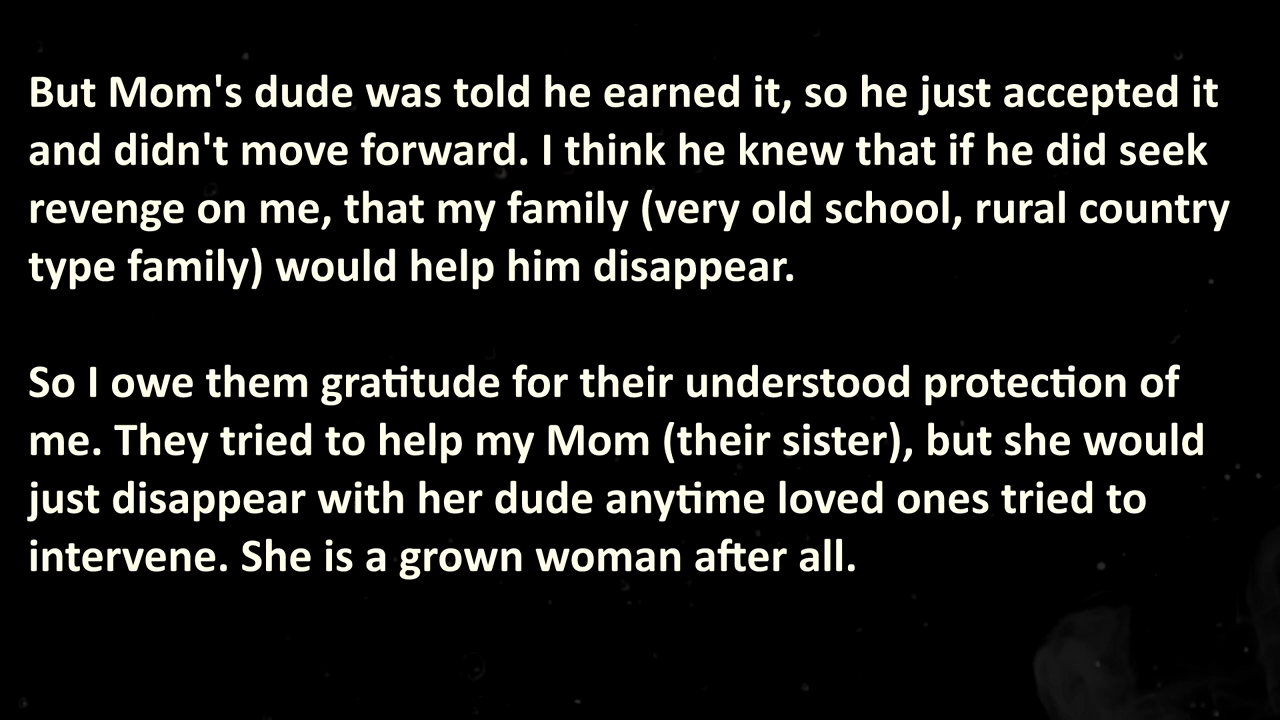 But Mom's dude was told he earned it, so he just accepted it
and didn't move forward. I think he knew that if he did seek
revenge on me, that my family (very old school, rural country
type family) would help him disappear.
So I owe them gratitude for their understood protection of
me. They tried to help my Mom (their sister), but she would
just disappear with her dude anytime loved ones tried to
intervene. She is a grown woman after all.